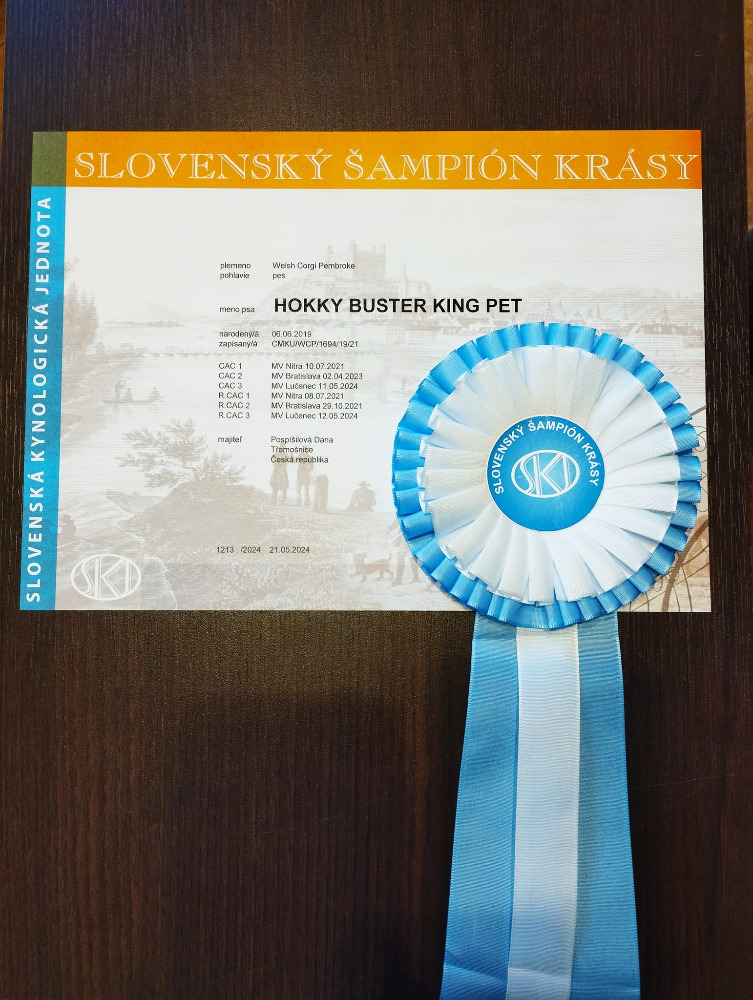 SLOVENSKÝ ŠAMPIÓN KRÁSY
SLOVENSKÁ KYNOLOGICKÁ JEDNOTA
plemeno Welsh Corgi Pembroke
pohlavie pes
meno psa HOKKY BUSTER KING PET
narodený/á 06.06.2019
zapísaný/á CMKU/WCP/1694/19/21
CAC 1 MV Nitra 10.07.2021
CAC 2 MV Bratislava 02.04.2023
CAC 3 MV Lučenec 11.05.2024
R.CAC 1 MV Nitra 08.07.2021
R.CAC 2 MV Bratislava 29.10.2021
R.CAC 3 MV Lučenec 12.05.2024
majiteľ Pospíšilová Dana
Třemošnice
Česká republika
1213 /2024 21.05.2024
SKJ
SLOVENSKÝ ŠAMPIÓN KRÁSY
SKJ